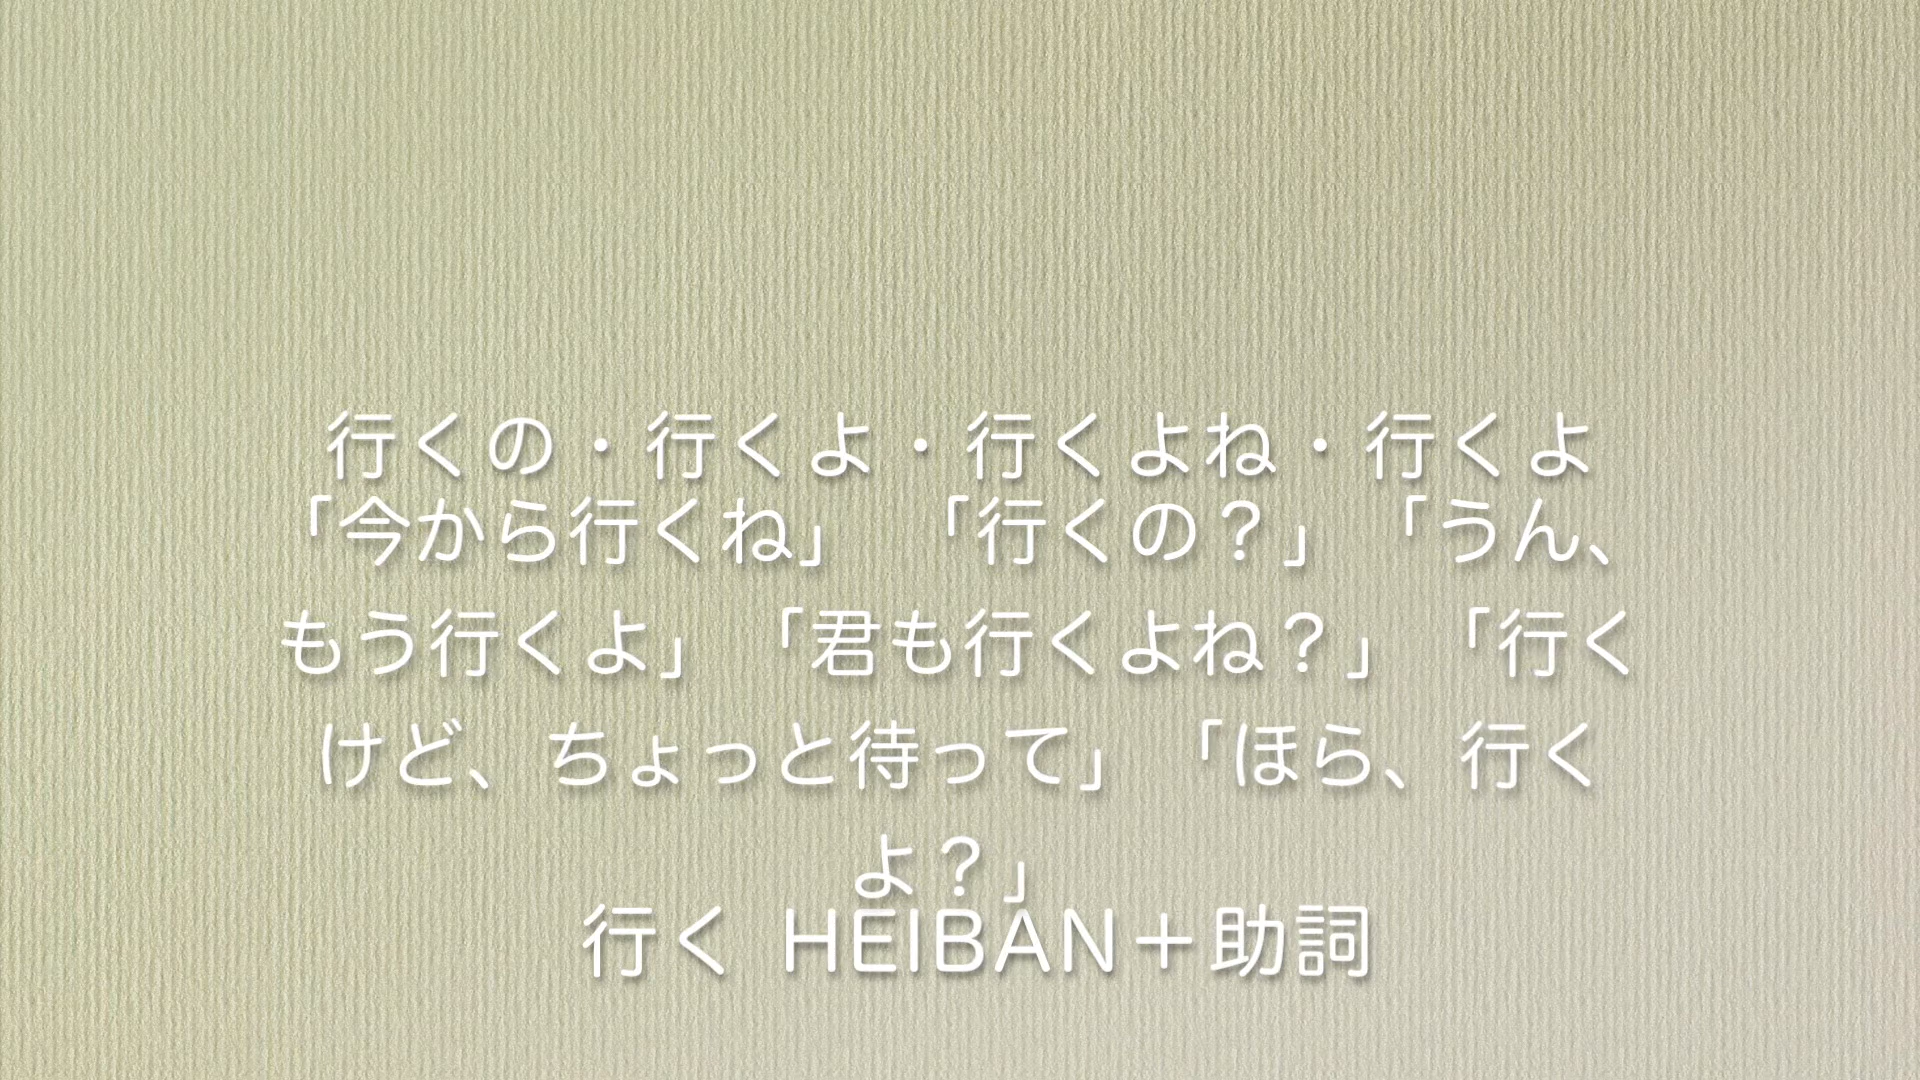 行くの・行くよ・行くよね・行くよ
「今から行くね」　「行くの？」　「うん、
もう行くよ」　「君も行くよね？」　「行く
けど、ちょっと待って」　「ほら、行く
よ？」
行く HEIBAN＋助詞